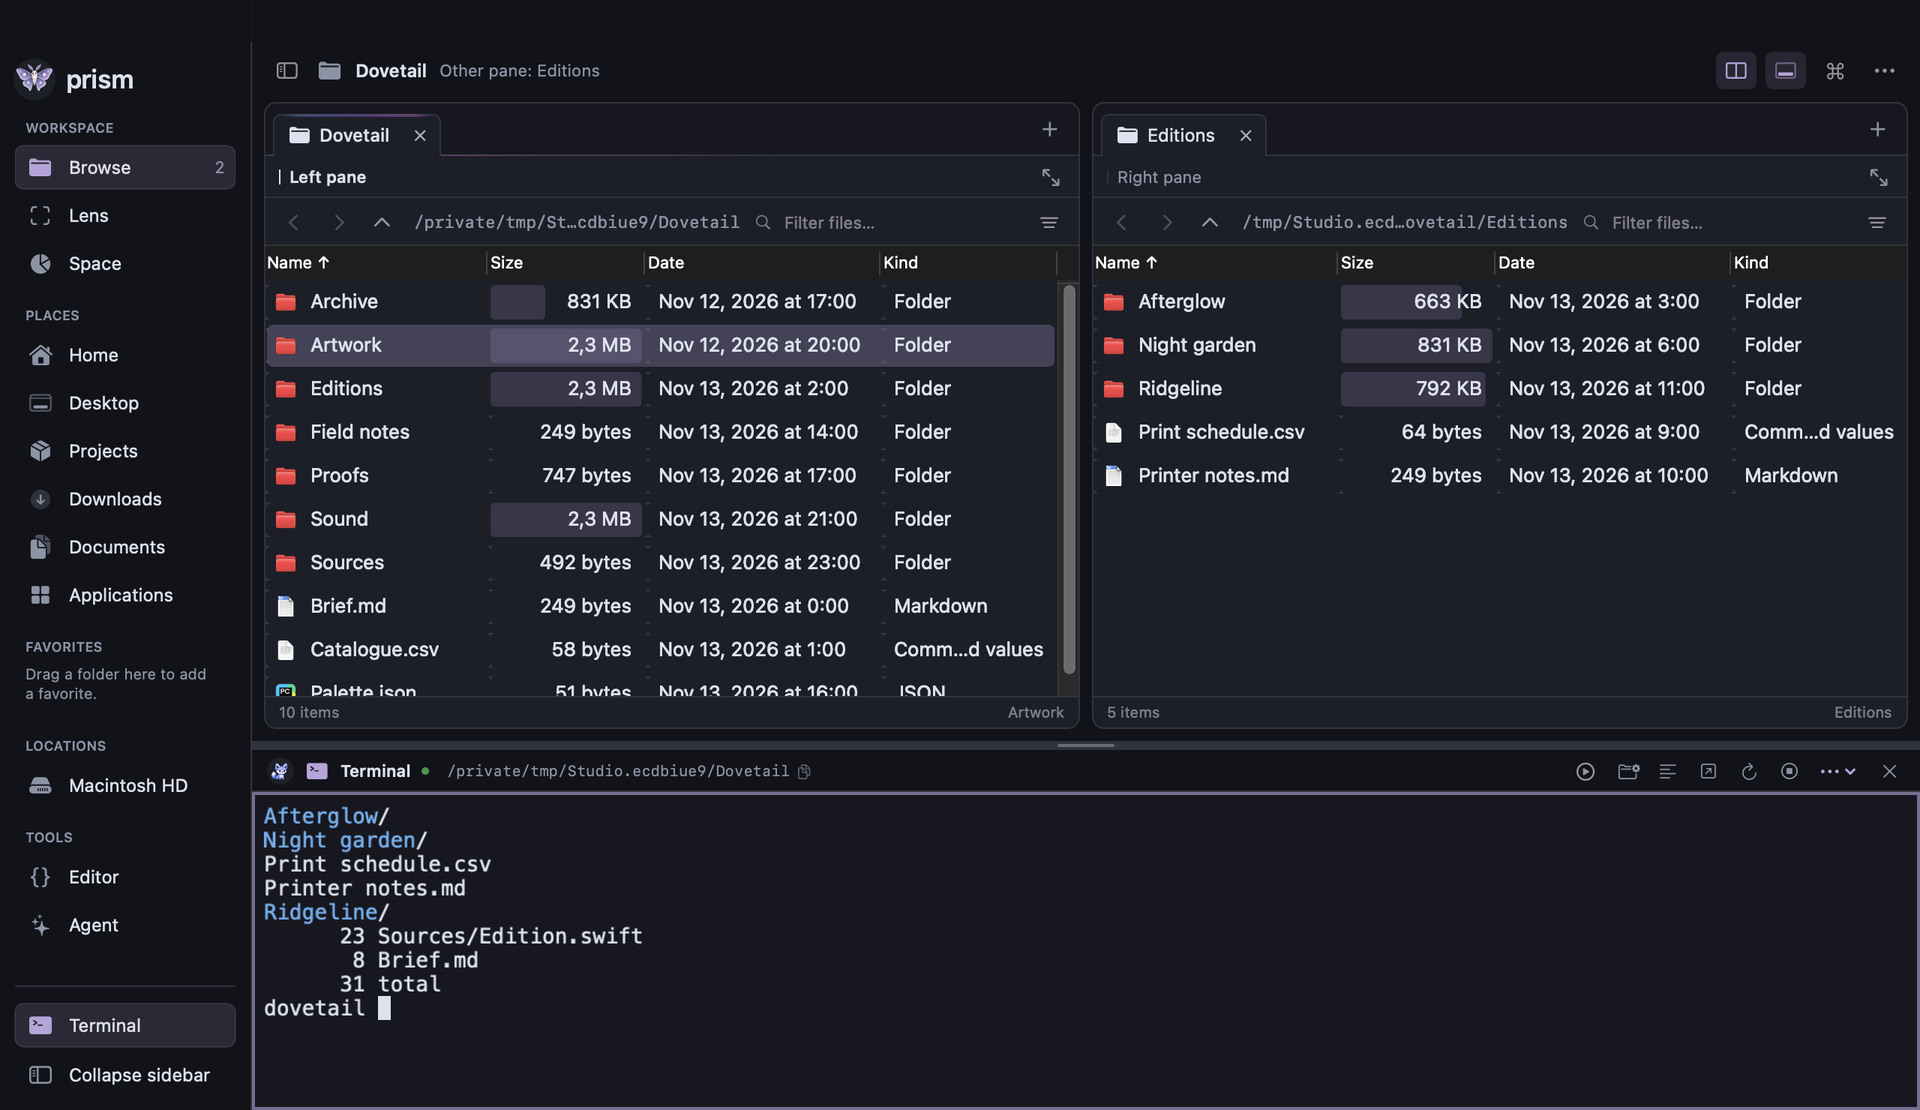 prism
WORKSPACE
Browse 2
Lens
Space
PLACES
Home
Desktop
Projects
Downloads
Documents
Applications
FAVORITES
Drag a folder here to add
a favorite.
LOCATIONS
Macintosh HD
TOOLS
Editor
Agent
Terminal
Collapse sidebar
Dovetail Other pane: Editions
Dovetail
Left pane
/private/tmp/St…cdbiue9/Dovetail Filter files...
Name Size Date Kind
Archive 831 KB Nov 12, 2026 at 17:00 Folder
Artwork 2,3 MB Nov 12, 2026 at 20:00 Folder
Editions 2,3 MB Nov 13, 2026 at 2:00 Folder
Field notes 249 bytes Nov 13, 2026 at 14:00 Folder
Proofs 747 bytes Nov 13, 2026 at 17:00 Folder
Sound 2,3 MB Nov 13, 2026 at 21:00 Folder
Sources 492 bytes Nov 13, 2026 at 23:00 Folder
Brief.md 249 bytes Nov 13, 2026 at 0:00 Markdown
Catalogue.csv 58 bytes Nov 13, 2026 at 1:00 Comm...d values
Palette.json 51 bytes Nov 13, 2026 at 16:00 JSON
10 items Artwork
Editions
Right pane
/tmp/Studio.ecd…ovetail/Editions Filter files...
Name Size Date Kind
Afterglow 663 KB Nov 13, 2026 at 3:00 Folder
Night garden 831 KB Nov 13, 2026 at 6:00 Folder
Ridgeline 792 KB Nov 13, 2026 at 11:00 Folder
Print schedule.csv 64 bytes Nov 13, 2026 at 9:00 Comm...d values
Printer notes.md 249 bytes Nov 13, 2026 at 10:00 Markdown
5 items Editions
Terminal /private/tmp/Studio.ecdbiue9/Dovetail
Afterglow/
Night garden/
Print schedule.csv
Printer notes.md
Ridgeline/
23 Sources/Edition.swift
8 Brief.md
31 total
dovetail